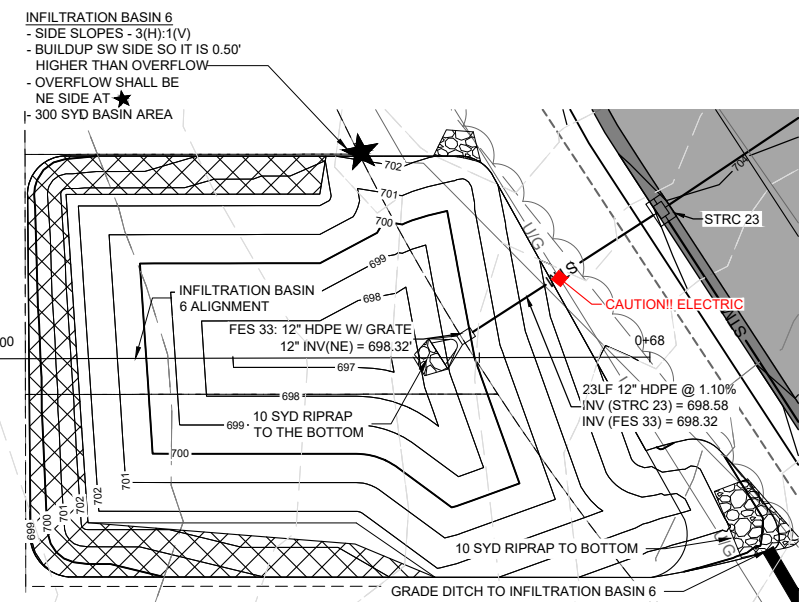 INFILTRATION BASIN 6
- SIDE SLOPES - 3(H):1(V)
- BUILDUP SW SIDE SO IT IS 0.50'
HIGHER THAN OVERFLOW
- OVERFLOW SHALL BE
NE SIDE AT ★
- 300 SYD BASIN AREA
702
701
700
699
698
704
STRC 23
U/G
S
CAUTION!! ELECTRIC
INFILTRATION BASIN
6 ALIGNMENT
FES 33: 12" HDPE W/ GRATE
12" INV(NE) = 698.32'
0+68
00
697
23LF 12" HDPE @ 1.10%
INV (STRC 23) = 698.58
INV (FES 33) = 698.32
698
10 SYD RIPRAP
TO THE BOTTOM
699
700
701
702
702
701
700
699
10 SYD RIPRAP TO BOTTOM
U/G
GRADE DITCH TO INFILTRATION BASIN 6